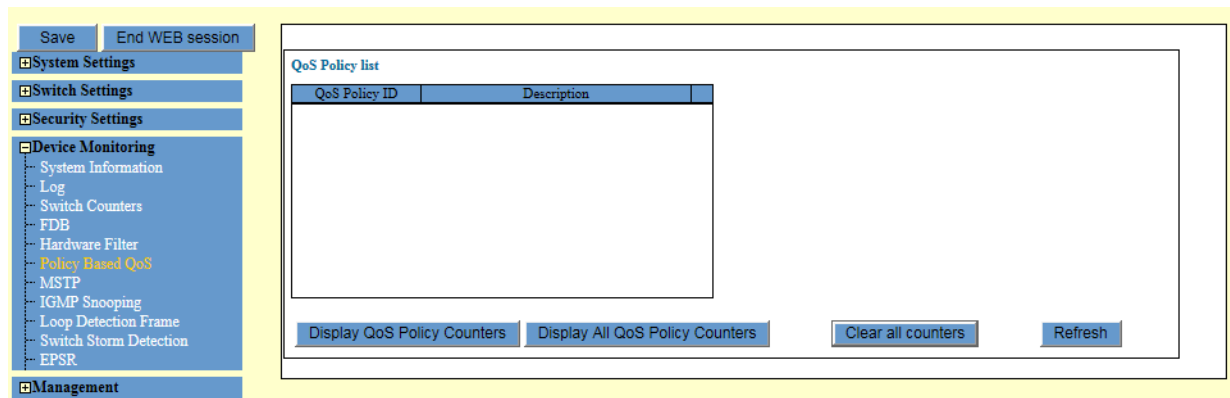 Save
End WEB session
System Settings
Switch Settings
Security Settings
Device Monitoring
System Information
Log
Switch Counters
FDB
Hardware Filter
Policy Based QoS
MSTP
IGMP Snooping
Loop Detection Frame
Switch Storm Detection
EPSR
Management
QoS Policy list
QoS Policy ID
Description
Display QoS Policy Counters
Display All QoS Policy Counters
Clear all counters
Refresh